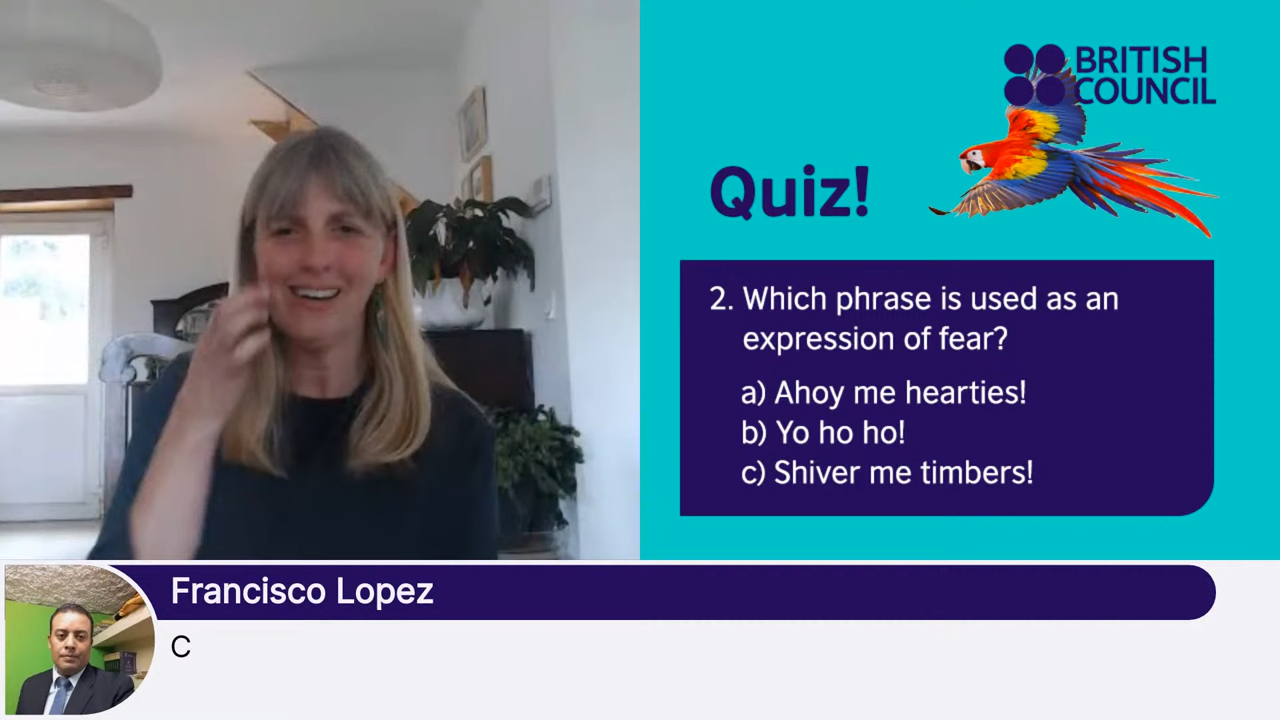 BRITISH
COUNCIL
Quiz!
2. Which phrase is used as an
expression of fear?
a) Ahoy me hearties!
b) Yo ho ho!
c) Shiver me timbers!
Francisco Lopez
C